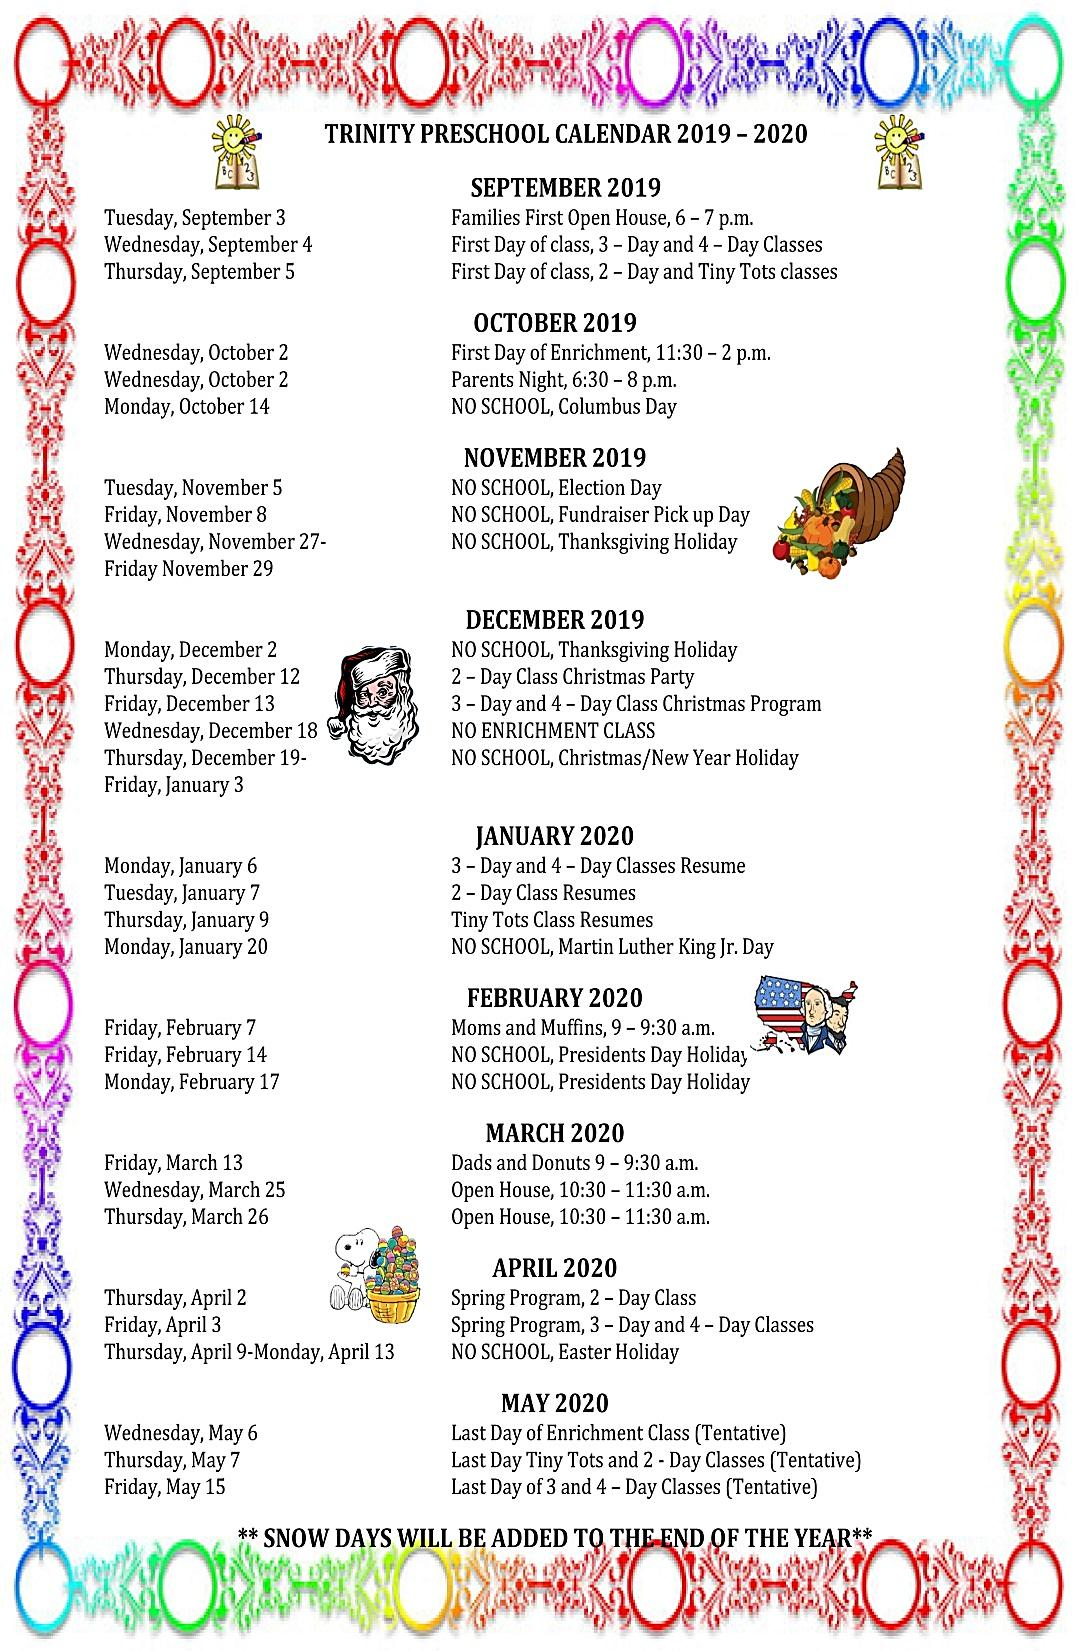 TRINITY PRESCHOOL CALENDAR 2019 – 2020
SEPTEMBER 2019
Tuesday, September 3 Families First Open House, 6 – 7 p.m.
Wednesday, September 4 First Day of class, 3 – Day and 4 – Day Classes
Thursday, September 5 First Day of class, 2 – Day and Tiny Tots classes
OCTOBER 2019
Wednesday, October 2 First Day of Enrichment, 11:30 – 2 p.m.
Wednesday, October 2 Parents Night, 6:30 – 8 p.m.
Monday, October 14 NO SCHOOL, Columbus Day
NOVEMBER 2019
Tuesday, November 5 NO SCHOOL, Election Day
Friday, November 8 NO SCHOOL, Fundraiser Pick up Day
Wednesday, November 27- NO SCHOOL, Thanksgiving Holiday
Friday November 29
DECEMBER 2019
Monday, December 2 NO SCHOOL, Thanksgiving Holiday
Thursday, December 12 2 – Day Class Christmas Party
Friday, December 13 3 – Day and 4 – Day Class Christmas Program
Wednesday, December 18 NO ENRICHMENT CLASS
Thursday, December 19- NO SCHOOL, Christmas/New Year Holiday
Friday, January 3
JANUARY 2020
Monday, January 6 3 – Day and 4 – Day Classes Resume
Tuesday, January 7 2 – Day Class Resumes
Thursday, January 9 Tiny Tots Class Resumes
Monday, January 20 NO SCHOOL, Martin Luther King Jr. Day
FEBRUARY 2020
Friday, February 7 Moms and Muffins, 9 – 9:30 a.m.
Friday, February 14 NO SCHOOL, Presidents Day Holiday
Monday, February 17 NO SCHOOL, Presidents Day Holiday
MARCH 2020
Friday, March 13 Dads and Donuts 9 – 9:30 a.m.
Wednesday, March 25 Open House, 10:30 – 11:30 a.m.
Thursday, March 26 Open House, 10:30 – 11:30 a.m.
APRIL 2020
Thursday, April 2 Spring Program, 2 – Day Class
Friday, April 3 Spring Program, 3 – Day and 4 – Day Classes
Thursday, April 9-Monday, April 13 NO SCHOOL, Easter Holiday
MAY 2020
Wednesday, May 6 Last Day of Enrichment Class (Tentative)
Thursday, May 7 Last Day Tiny Tots and 2 - Day Classes (Tentative)
Friday, May 15 Last Day of 3 and 4 – Day Classes (Tentative)
** SNOW DAYS WILL BE ADDED TO THE END OF THE YEAR**